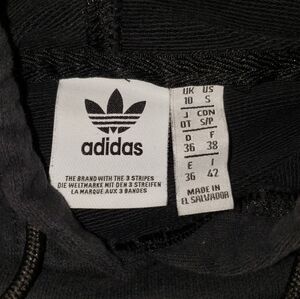 adidas
THE BRAND WITH THE 3 STRIPES
DIE WELTMARKE MIT DEN 3 STREIFEN
LA MARQUE AUX 3 BANDES
UK US
10 S
J CDN
OT S/P
D F
36 38
E I
36 42
MADE IN
EL SALVADOR